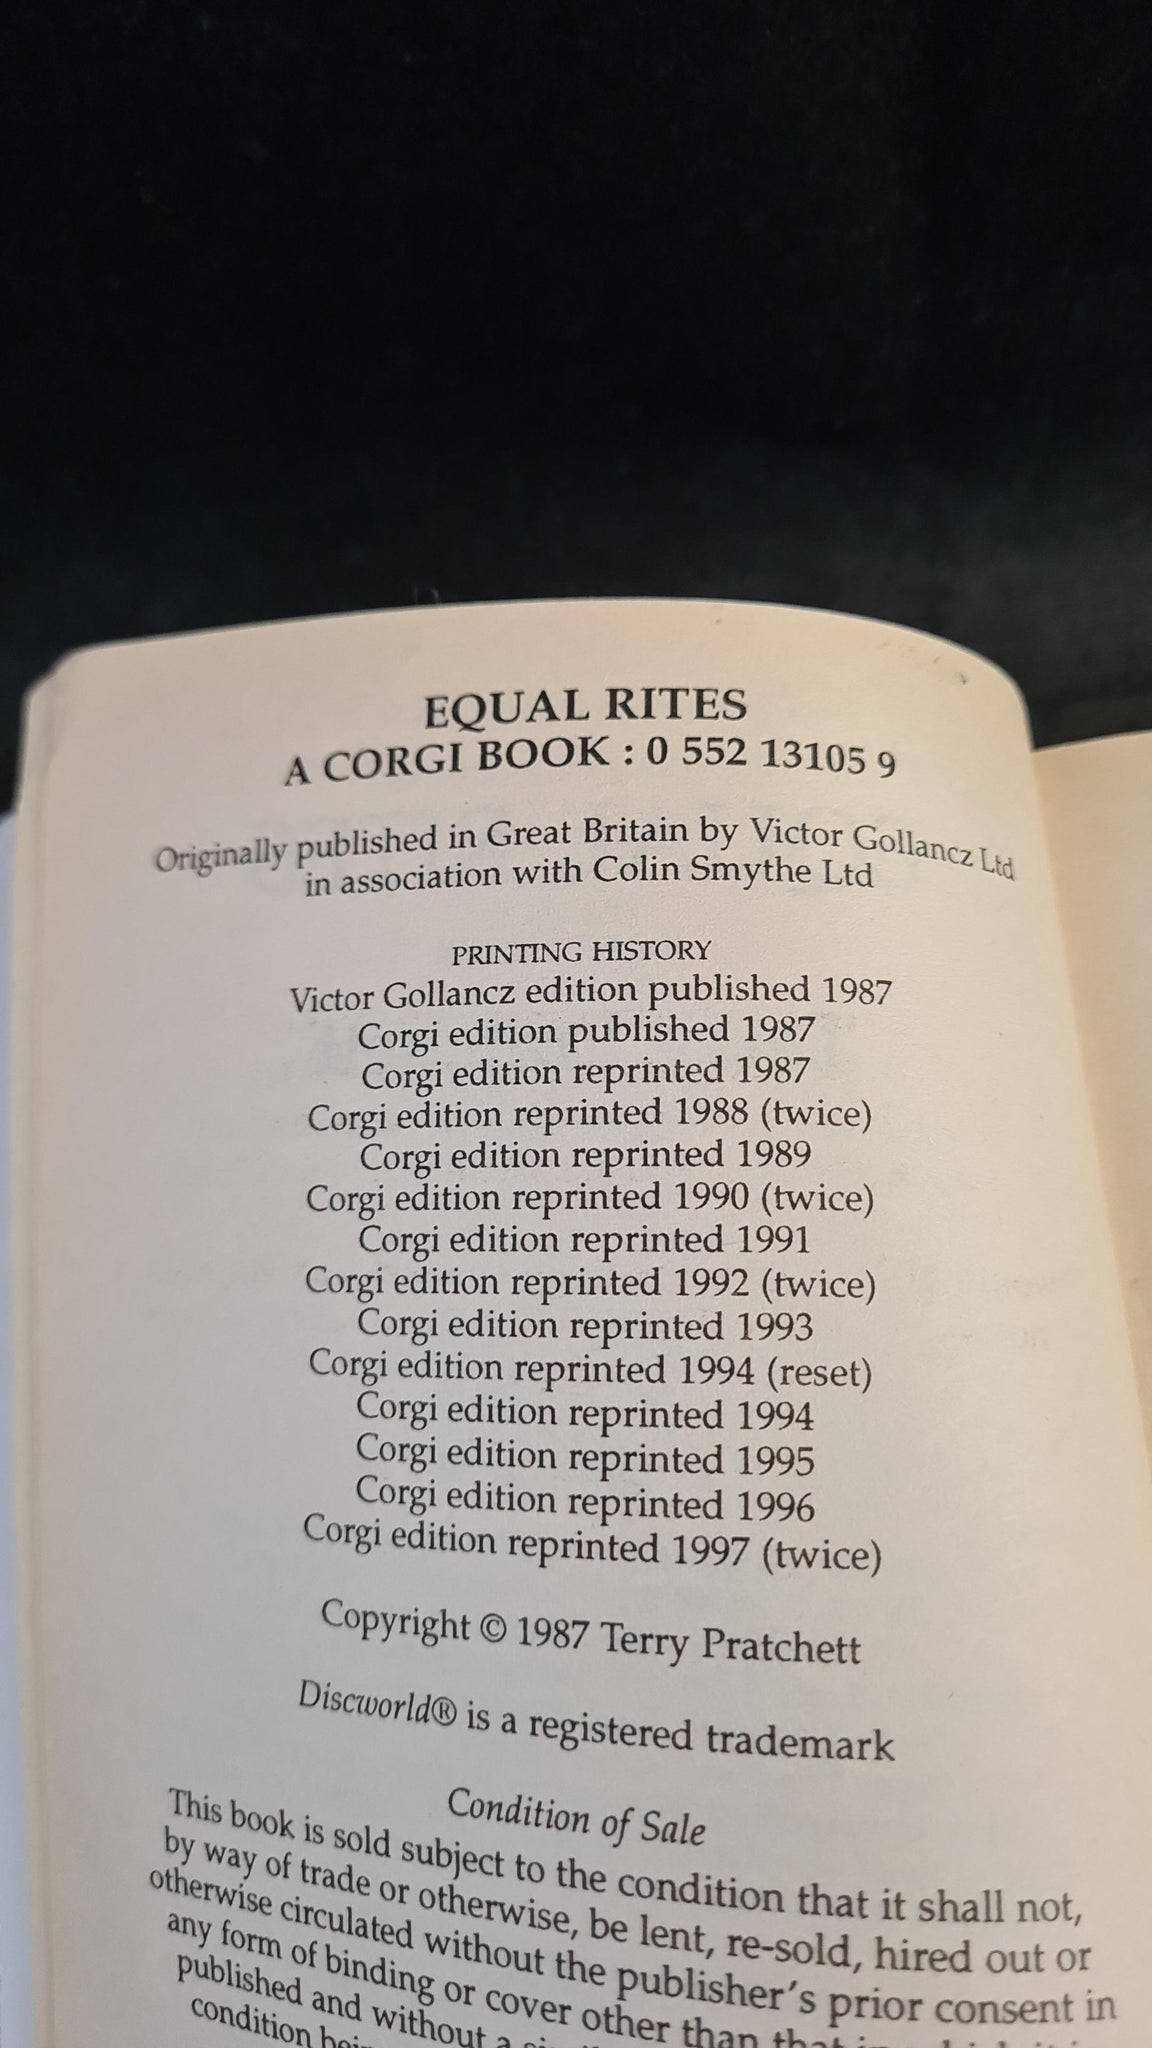 EQUAL RITES
A CORGI BOOK : 0 552 13105 9
Originally published in Great Britain by Victor Gollancz Ltd
in association with Colin Smythe Ltd
PRINTING HISTORY
Victor Gollancz edition published 1987
Corgi edition published 1987
Corgi edition reprinted 1987
Corgi edition reprinted 1988 (twice)
Corgi edition reprinted 1989
Corgi edition reprinted 1990 (twice)
Corgi edition reprinted 1991
Corgi edition reprinted 1992 (twice)
Corgi edition reprinted 1993
Corgi edition reprinted 1994 (reset)
Corgi edition reprinted 1994
Corgi edition reprinted 1995
Corgi edition reprinted 1996
Corgi edition reprinted 1997 (twice)
Copyright © 1987 Terry Pratchett
Discworld® is a registered trademark
Condition of Sale
This book is sold subject to the condition that it shall not,
by way of trade or otherwise, be lent, re-sold, hired out or
otherwise circulated without the publisher's prior consent in
any form of binding or cover other than that in which it is
published and without a
condition